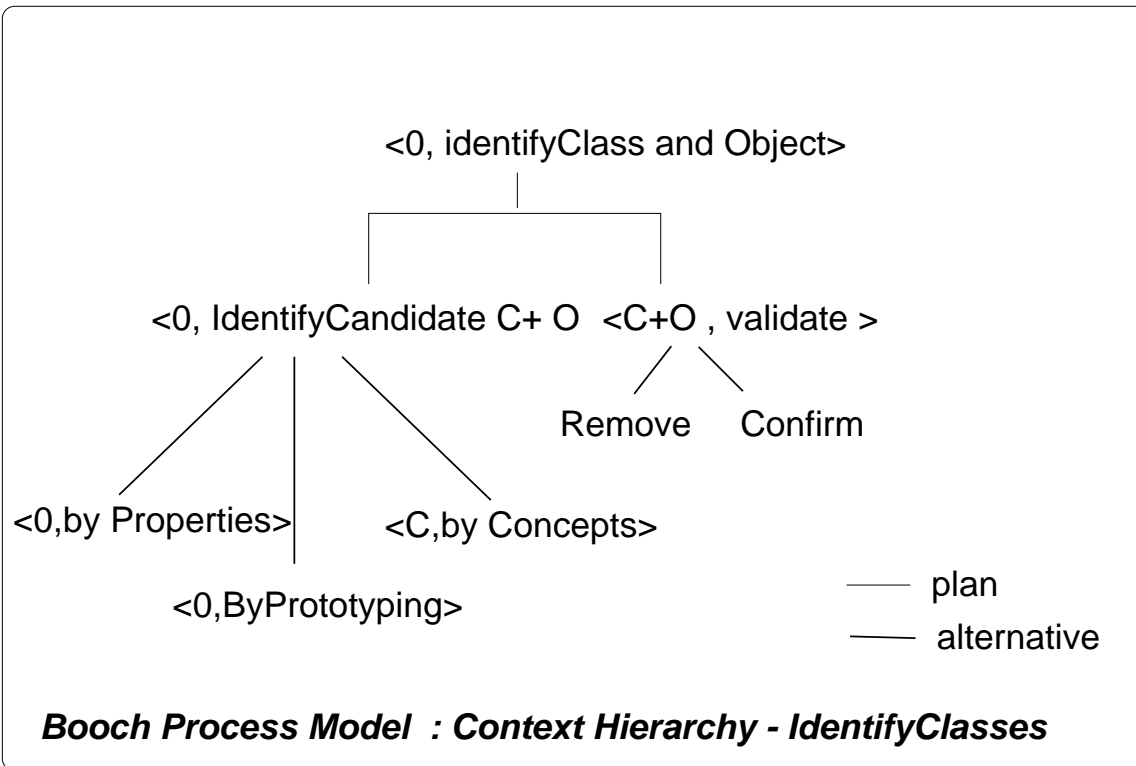 <0, identifyClass and Object>
<0, IdentifyCandidate C+ O <C+O , validate >
Remove Confirm
<0,by Properties> <C,by Concepts>
<0,ByPrototyping>
plan
alternative
Booch Process Model : Context Hierarchy - IdentifyClasses